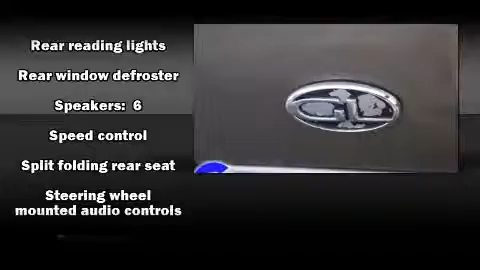 Rear reading lights
Rear window defroster
Speakers: 6
Speed control
Split folding rear seat
Steering wheel
mounted audio controls